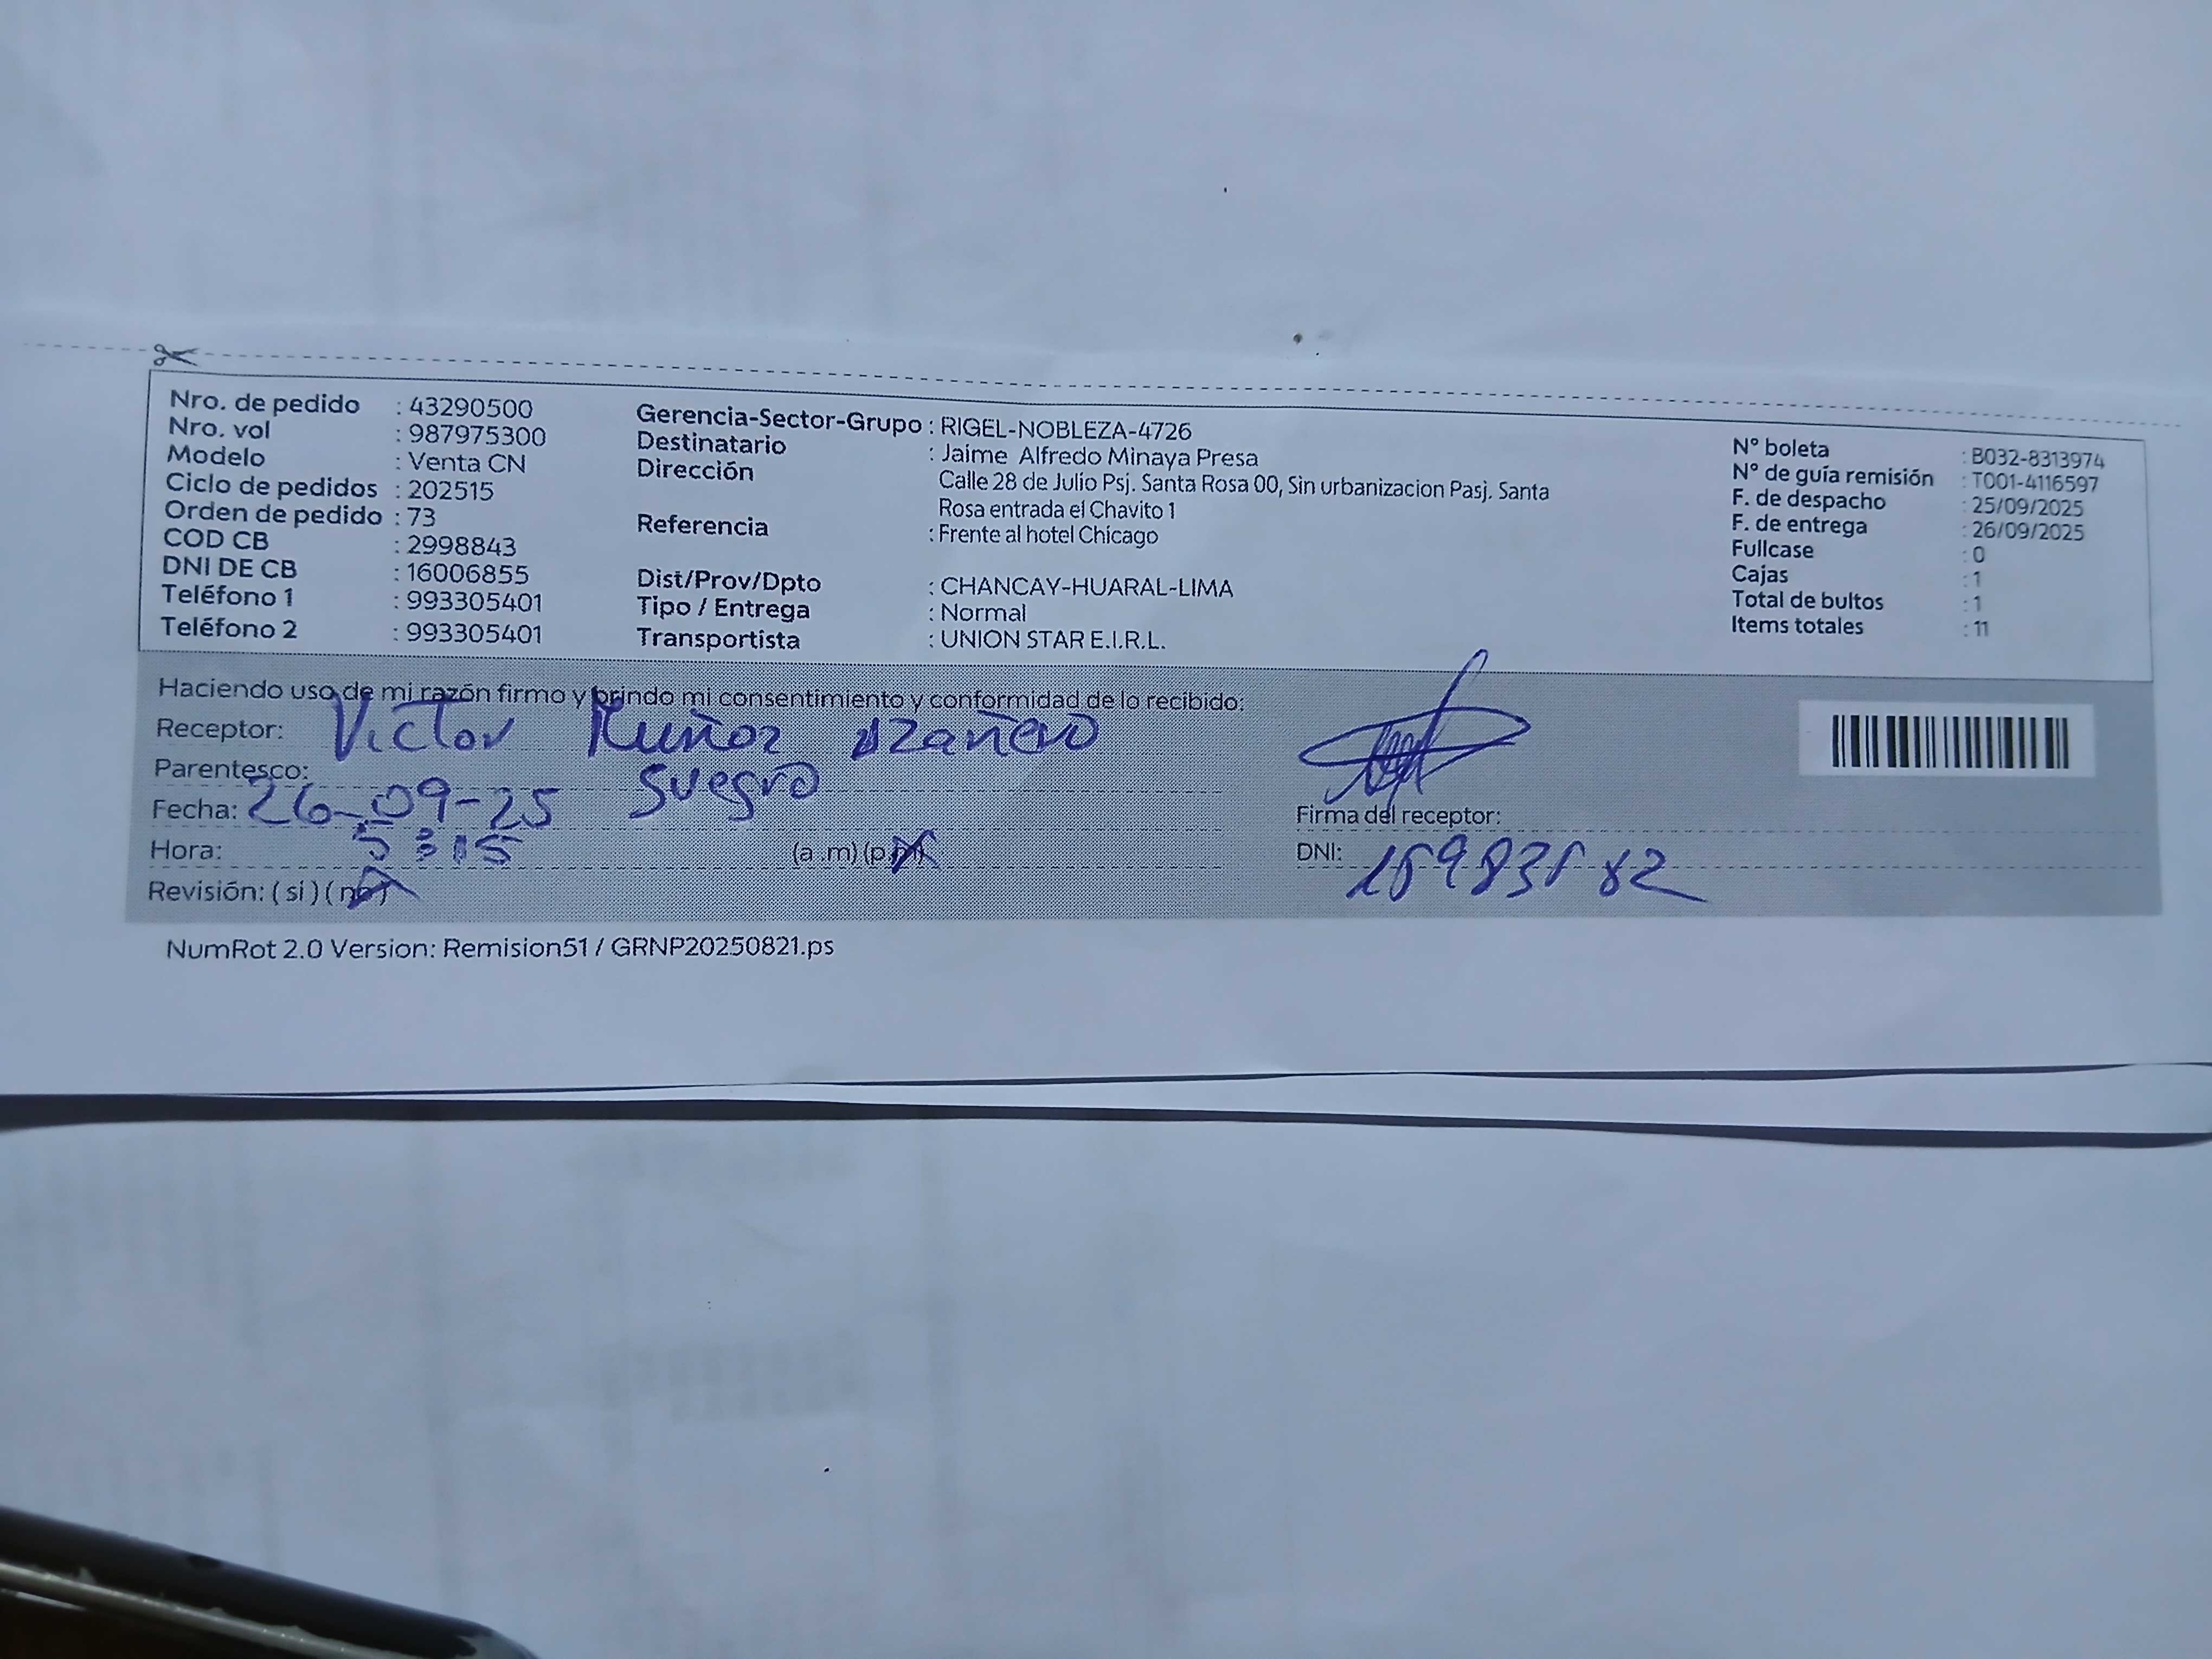 Nro. de pedido : 43290500
Nro. vol : 987975300
Modelo : Venta CN
Ciclo de pedidos : 202515
Orden de pedido : 73
COD CB : 2998843
DNI DE CB : 16006855
Teléfono 1 : 993305401
Teléfono 2 : 993305401
Gerencia-Sector-Grupo : RIGEL-NOBLEZA-4726
Destinatario : Jaime Alfredo Minaya Presa
Dirección Calle 28 de Julio Psj. Santa Rosa 00, Sin urbanizacion Pasj. Santa
Rosa entrada el Chavito 1
Referencia : Frente al hotel Chicago
Dist/Prov/Dpto : CHANCAY-HUARAL-LIMA
Tipo / Entrega : Normal
Transportista : UNION STAR E.I.R.L.
N° boleta : B032-8313974
N° de guía remisión : T001-4116597
F. de despacho : 25/09/2025
F. de entrega : 26/09/2025
Fullcase : 0
Cajas : 1
Total de bultos : 1
Items totales : 11
Haciendo uso de mi razón firmo y brindo mi consentimiento y conformidad de lo recibido:
Receptor: Victor Muñoz
Parentesco: suegro
Fecha: 26-09-25
Hora: (a .m) (p.m)
Revisión: ( si ) ( no )
Firma del receptor:
DNI:
NumRot 2.0 Version: Remision51 / GRNP20250821.ps